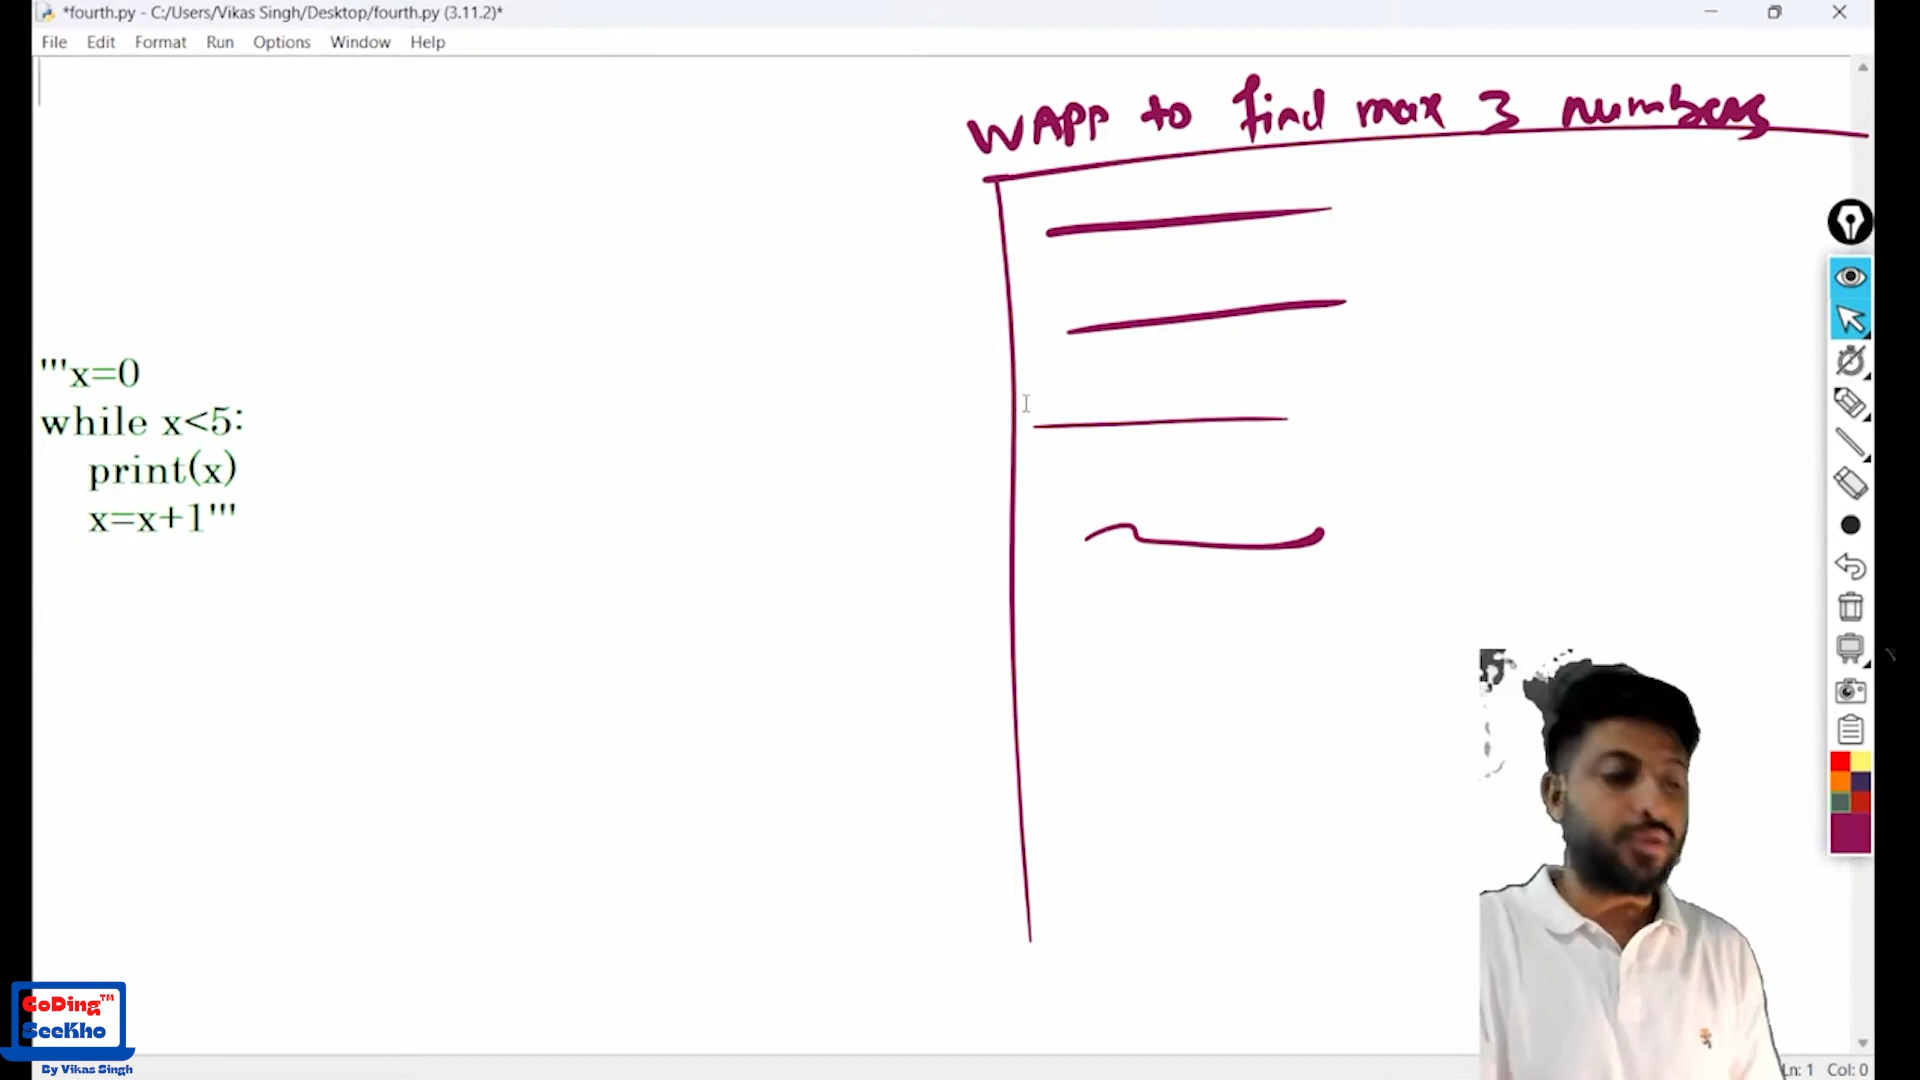 *fourth.py - C:/Users/Vikas Singh/Desktop/fourth.py (3.11.2)*
File Edit Format Run Options Window Help
WAPP to find max 3 numbers
'''x=0
while x<5:
print(x)
x=x+1'''
CoDing™
SeeKho
By Vikas Singh
Ln: 1 Col: 0